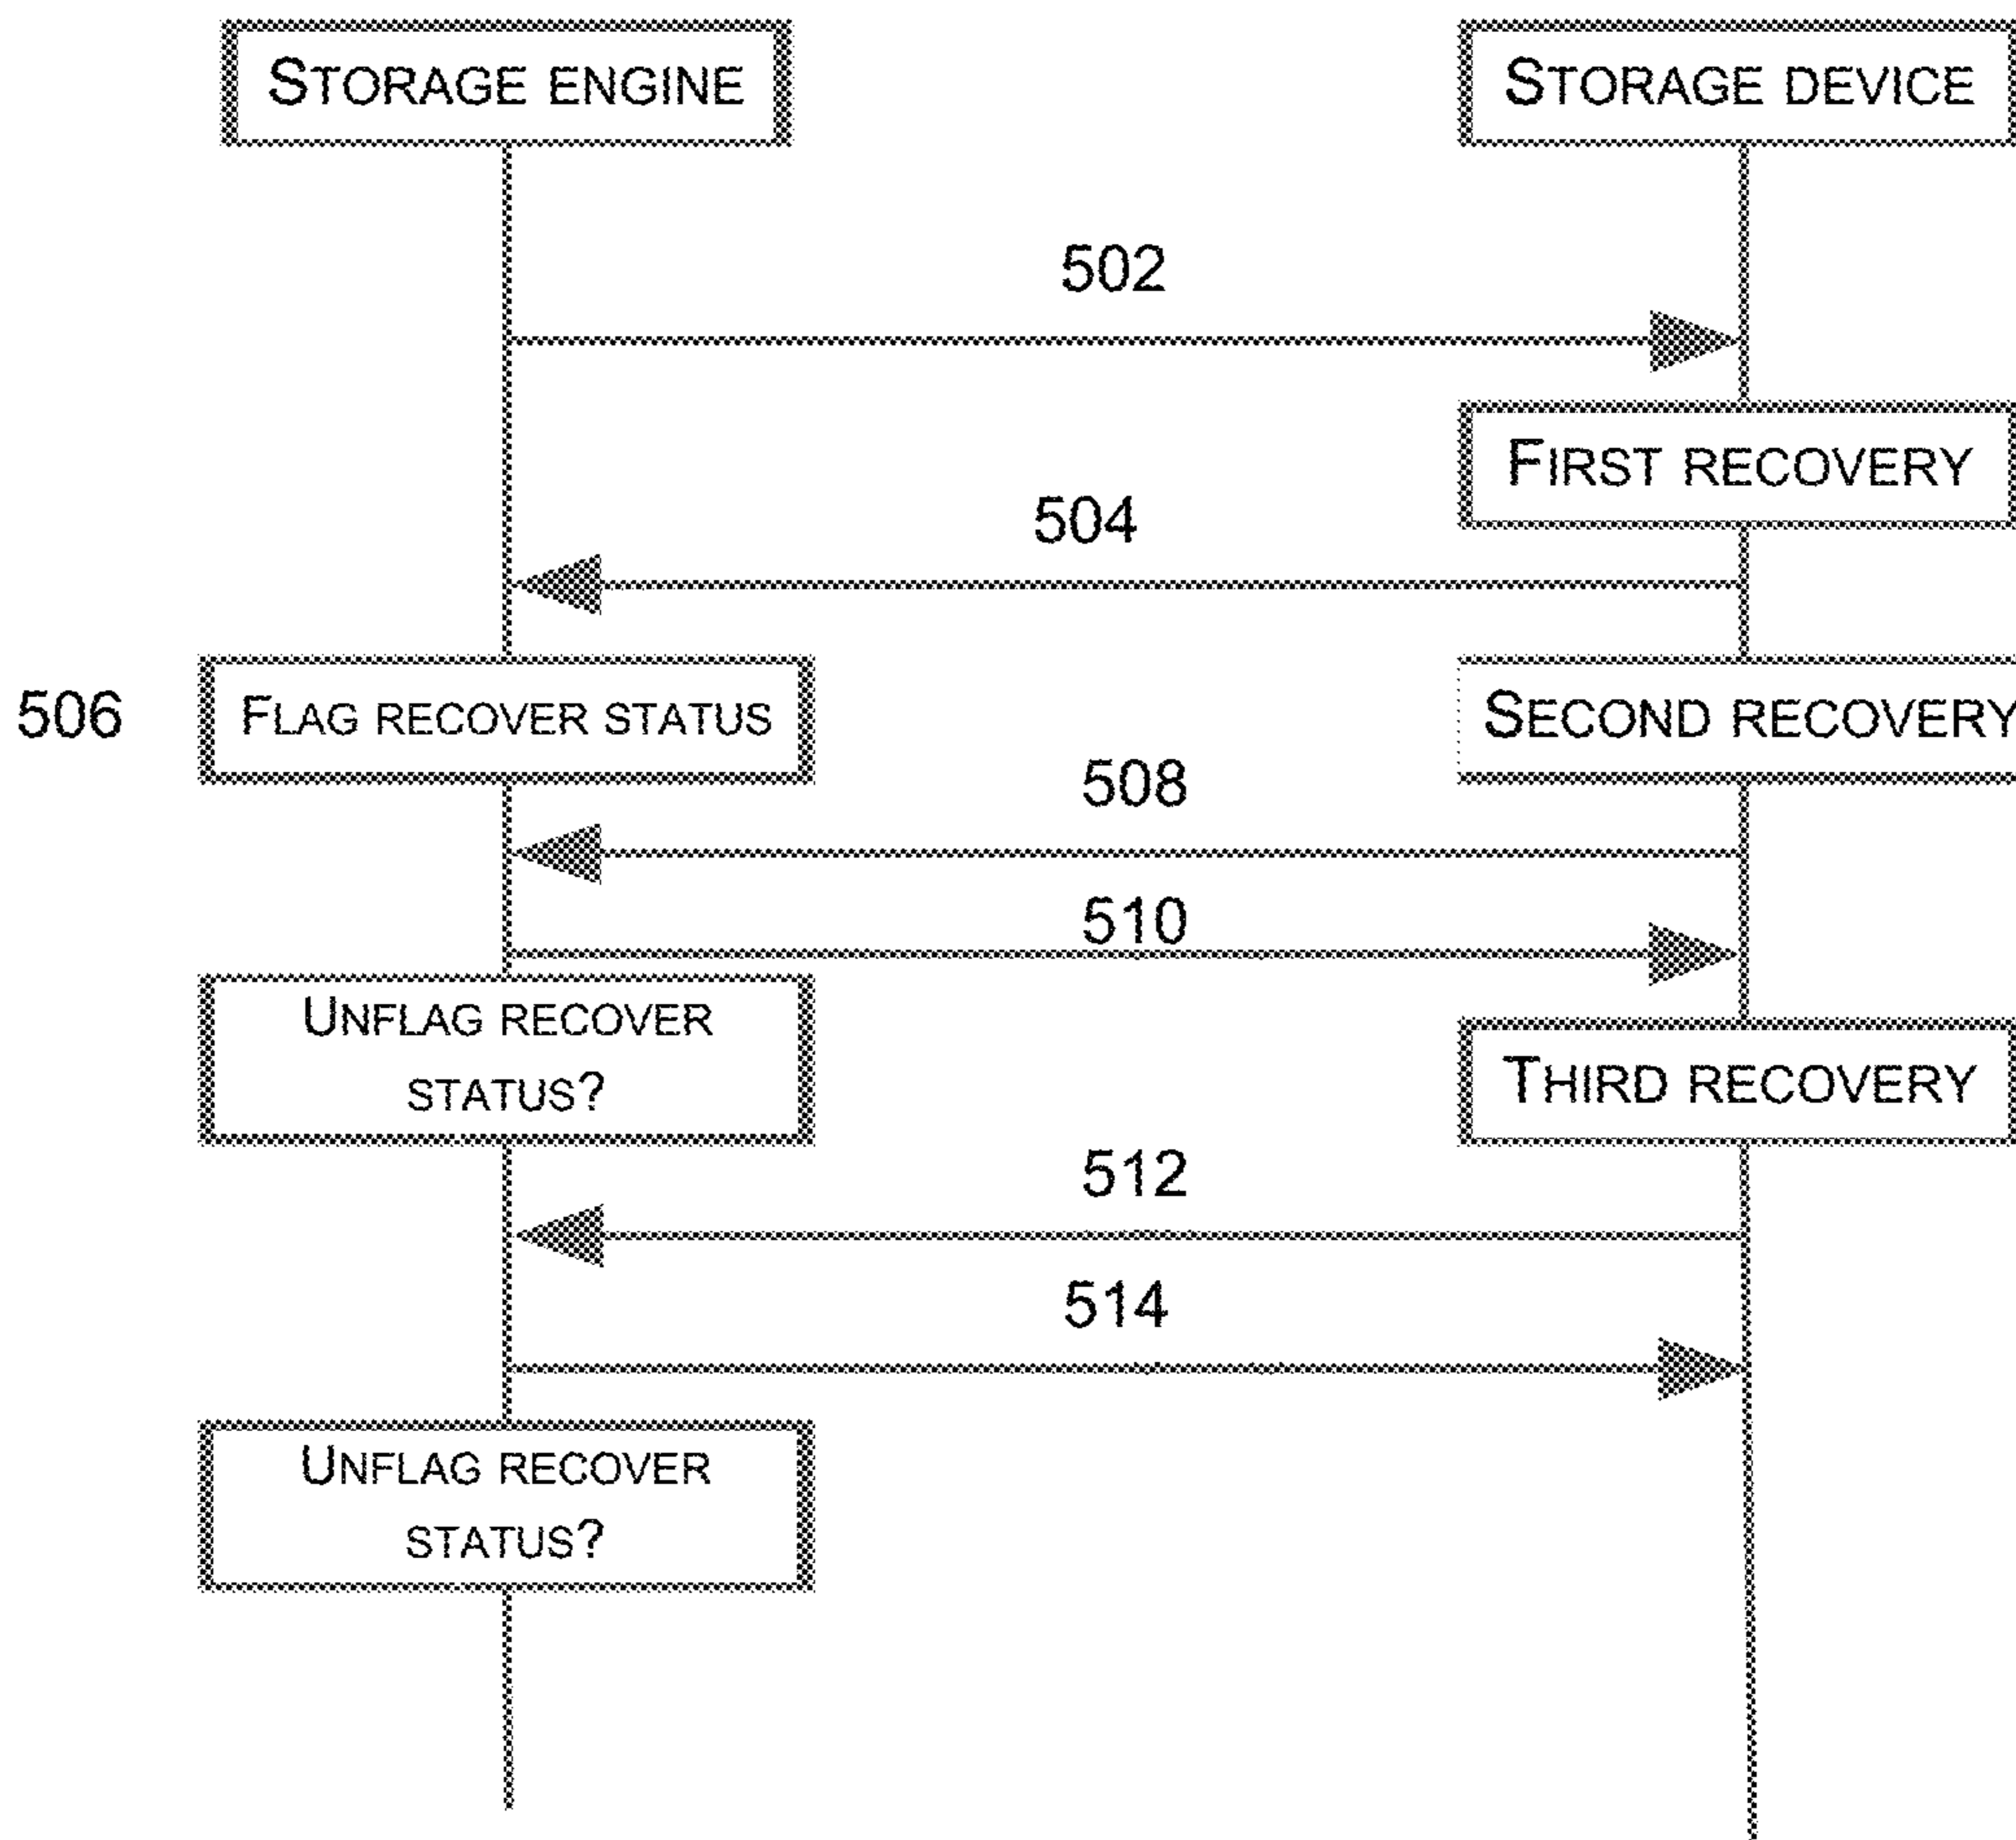 STORAGE ENGINE
STORAGE DEVICE
502
FIRST RECOVERY
504
506
FLAG RECOVER STATUS
SECOND RECOVERY
508
510
UNFLAG RECOVER
STATUS?
THIRD RECOVERY
512
514
UNFLAG RECOVER
STATUS?